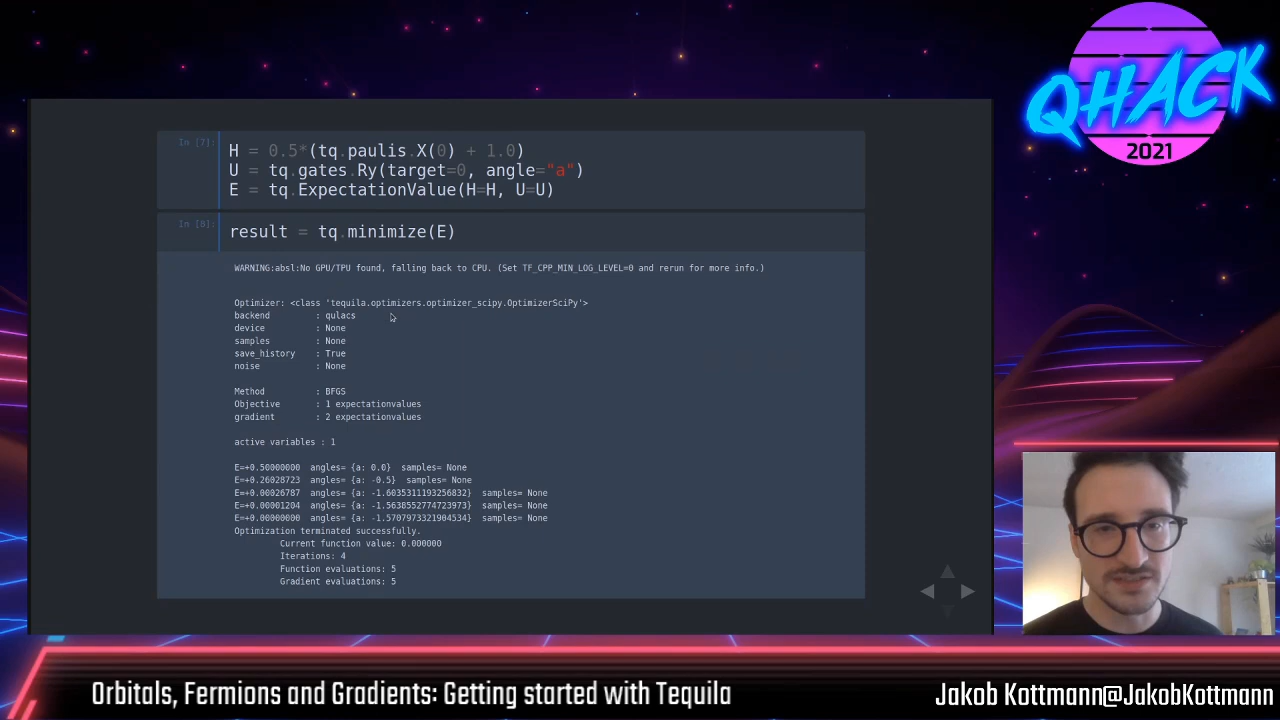 QHACK
2021
In [7]:
H = 0.5*(tq.paulis.X(0) + 1.0)
U = tq.gates.Ry(target=0, angle="a")
E = tq.ExpectationValue(H=H, U=U)
In [8]:
result = tq.minimize(E)
WARNING:absl:No GPU/TPU found, falling back to CPU. (Set TF_CPP_MIN_LOG_LEVEL=0 and rerun for more info.)
Optimizer: <class 'tequila.optimizers.optimizer_scipy.OptimizerSciPy'>
backend : qulacs
device : None
samples : None
save_history : True
noise : None
Method : BFGS
Objective : 1 expectationvalues
gradient : 2 expectationvalues
active variables : 1
E=+0.50000000 angles= {a: 0.0} samples= None
E=+0.26028723 angles= {a: -0.5} samples= None
E=+0.00026787 angles= {a: -1.6035311193256832} samples= None
E=+0.00001204 angles= {a: -1.5638552774723973} samples= None
E=+0.00000000 angles= {a: -1.5707973321904534} samples= None
Optimization terminated successfully.
Current function value: 0.000000
Iterations: 4
Function evaluations: 5
Gradient evaluations: 5
Orbitals, Fermions and Gradients: Getting started with Tequila
Jakob Kottmann@JakobKottmann